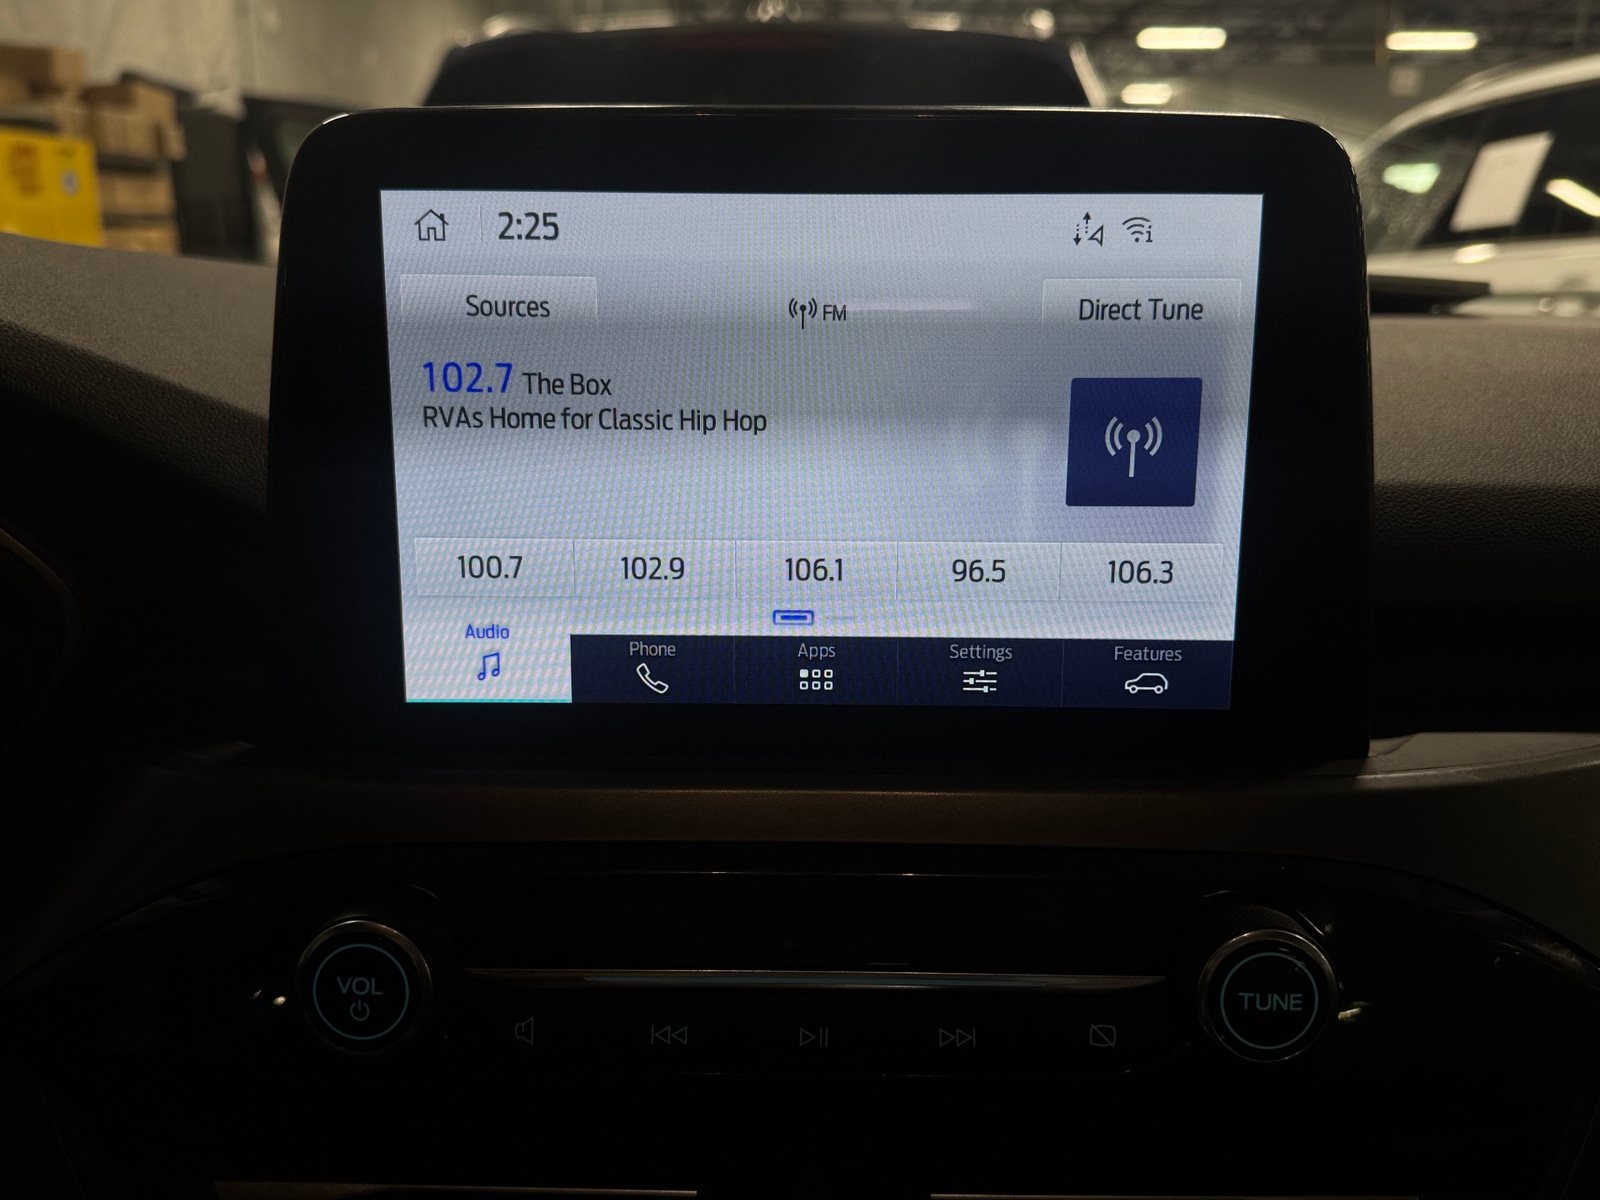 2:25
Sources
FM
Direct Tune
102.7 The Box
RVAs Home for Classic Hip Hop
100.7
102.9
106.1
96.5
106.3
Audio
Phone
Apps
Settings
Features
VOL
TUNE